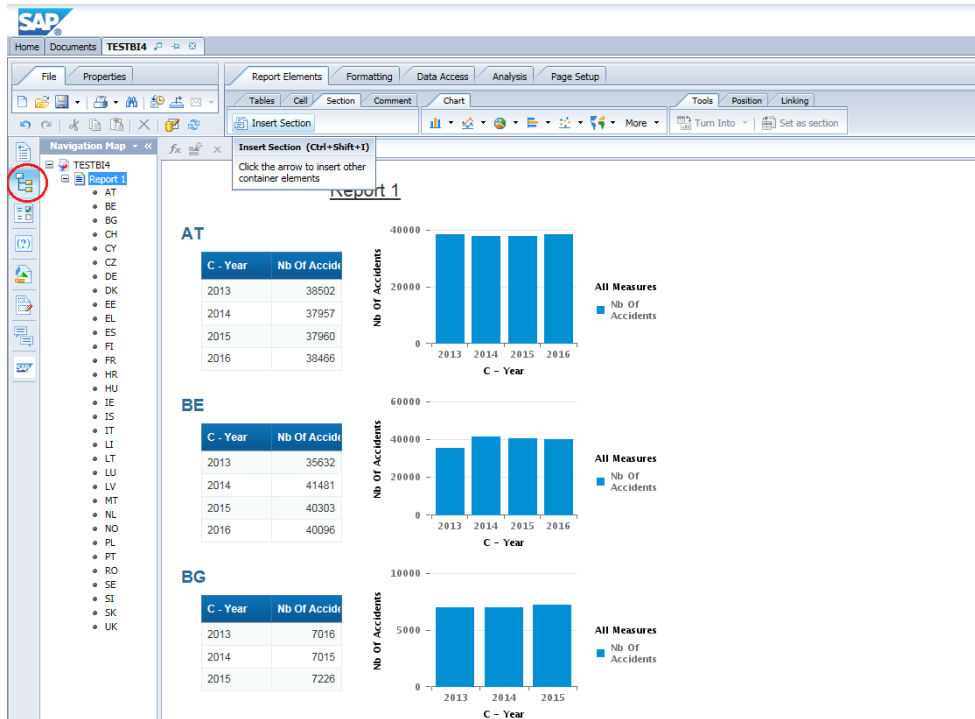 SAP
Home Documents TESTBI4
File Properties Report Elements Formatting Data Access Analysis Page Setup
Tables Cell Section Comment Chart Tools Position Linking
Insert Section More Turn Into Set as section
Navigation Map
Insert Section (Ctrl+Shift+I)
Click the arrow to insert other
container elements
TESTBI4
Report 1
AT
BE
BG
CH
CY
CZ
DE
DK
EE
EL
ES
FI
FR
HR
HU
IE
IS
IT
LI
LT
LU
LV
MT
NL
NO
PL
PT
RO
SE
SI
SK
UK
Report 1
AT
C - Year Nb Of Accide
2013 38502
2014 37957
2015 37960
2016 38466
Nb Of Accidents
40000
20000
0
2013 2014 2015 2016
C - Year
All Measures
Nb Of
Accidents
BE
C - Year Nb Of Accide
2013 35632
2014 41481
2015 40303
2016 40096
Nb Of Accidents
60000
40000
20000
0
2013 2014 2015 2016
C - Year
All Measures
Nb Of
Accidents
BG
C - Year Nb Of Accide
2013 7016
2014 7015
2015 7226
Nb Of Accidents
10000
5000
0
2013 2014 2015
C - Year
All Measures
Nb Of
Accidents